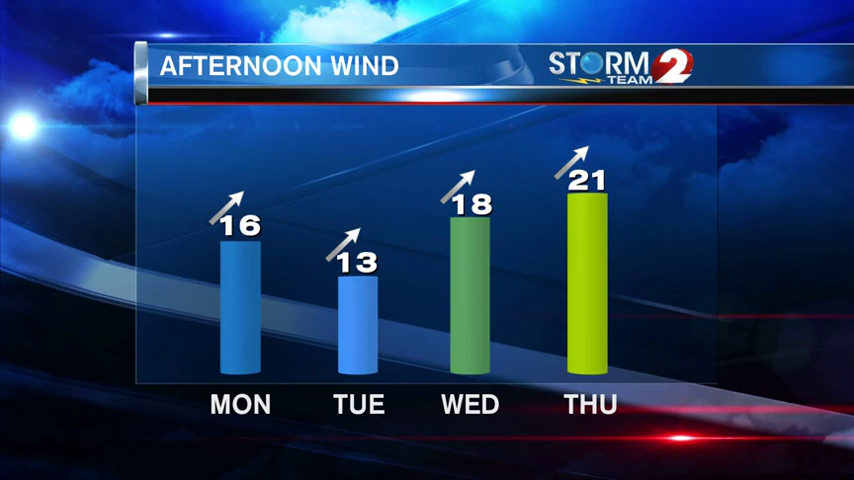 AFTERNOON WIND
STORM
TEAM 2
16
13
18
21
MON TUE WED THU